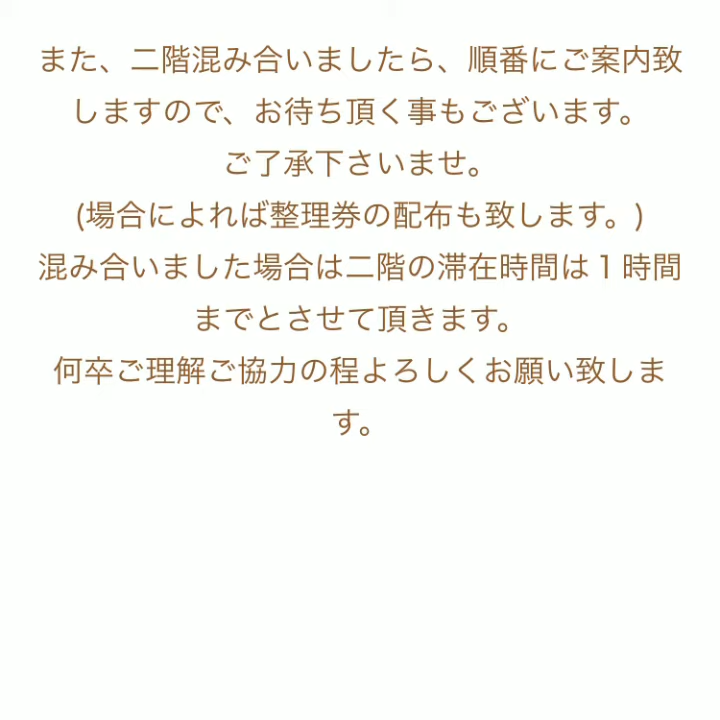 また、二階混み合いましたら、順番にご案内致
しますので、お待ち頂く事もございます。
ご了承下さいませ。
(場合によれば整理券の配布も致します。)
混み合いました場合は二階の滞在時間は１時間
までとさせて頂きます。
何卒ご理解ご協力の程よろしくお願い致しま
す。